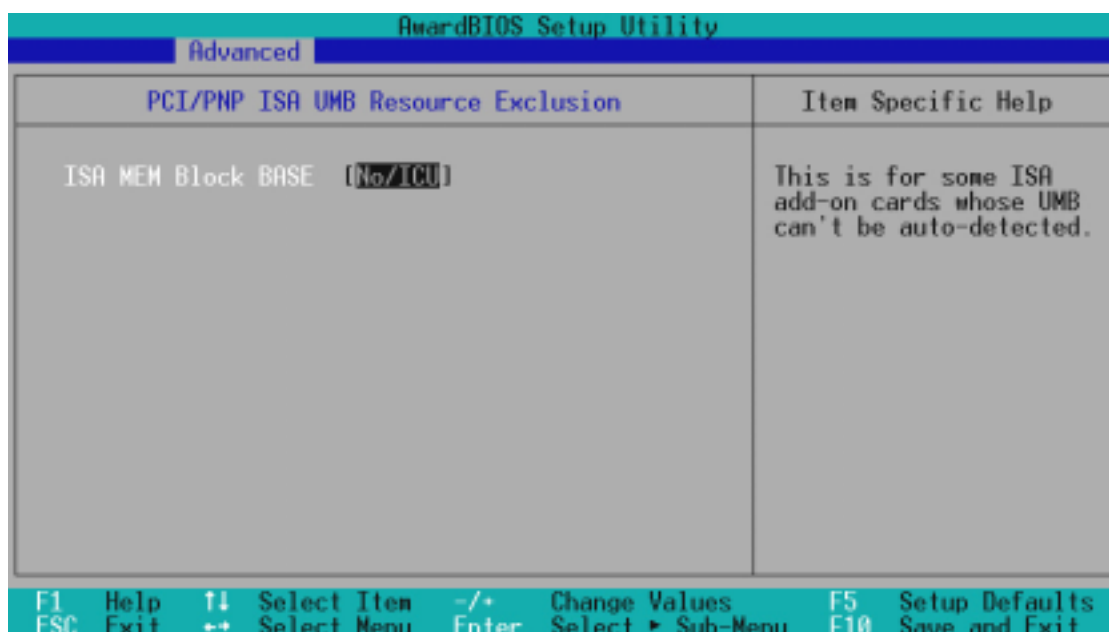 AwardBIOS Setup Utility
Advanced
PCI/PNP ISA UMB Resource Exclusion
Item Specific Help
ISA MEM Block BASE [No/ICU]
This is for some ISA
add-on cards whose UMB
can't be auto-detected.
F1 Help ↑↓ Select Item -/+ Change Values F5 Setup Defaults
ESC Exit ←→ Select Menu Enter Select ► Sub-Menu F10 Save and Exit